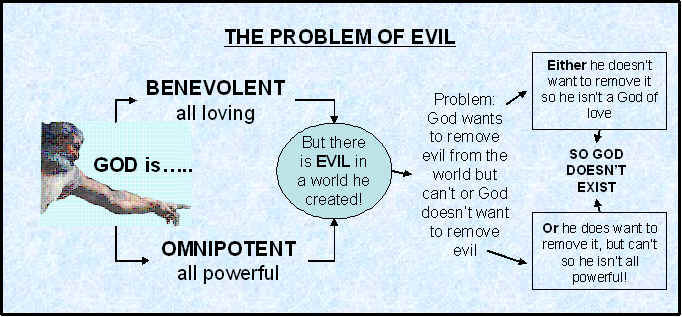 THE PROBLEM OF EVIL
BENEVOLENT
all loving
GOD is.....
OMNIPOTENT
all powerful
But there
is EVIL in
a world he
created!
Problem:
God wants
to remove
evil from the
world but
can't or God
doesn't want
to remove
evil
Either he doesn't
want to remove it
so he isn't a God of
love
SO GOD
DOESN'T
EXIST
Or he does want to
remove it, but can't
so he isn't all
powerful!